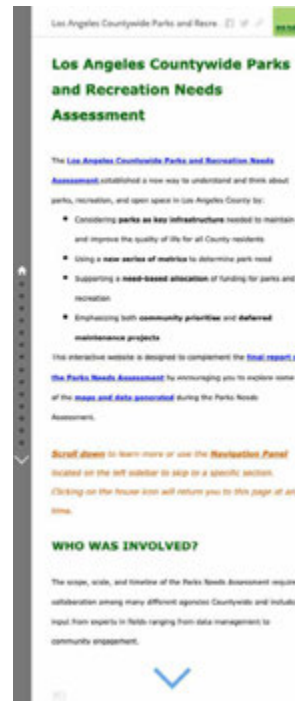 Los Angeles Countywide Parks and Recre
Los Angeles Countywide Parks
and Recreation Needs
Assessment
The Los Angeles Countywide Parks and Recreation Needs
Assessment established a new way to understand and think about
parks, recreation, and open space in Los Angeles County by:
Considering parks as key infrastructure needed to maintain
and improve the quality of life for all County residents
Using a new series of metrics to determine park need
Supporting a need-based allocation of funding for parks and
recreation
Emphasizing both community priorities and deferred
maintenance projects
This interactive website is designed to complement the final report
the Parks Needs Assessment by encouraging you to explore some
of the maps and data generated during the Parks Needs
Assessment.
Scroll down to learn more or use the Navigation Panel
located on the left sidebar to skip to a specific section.
Clicking on the house icon will return you to this page at an
time.
WHO WAS INVOLVED?
The scope, scale, and timeline of the Parks Needs Assessment require
collaboration among many different agencies Countywide and includ
input from experts in fields ranging from data management to
community engagement.